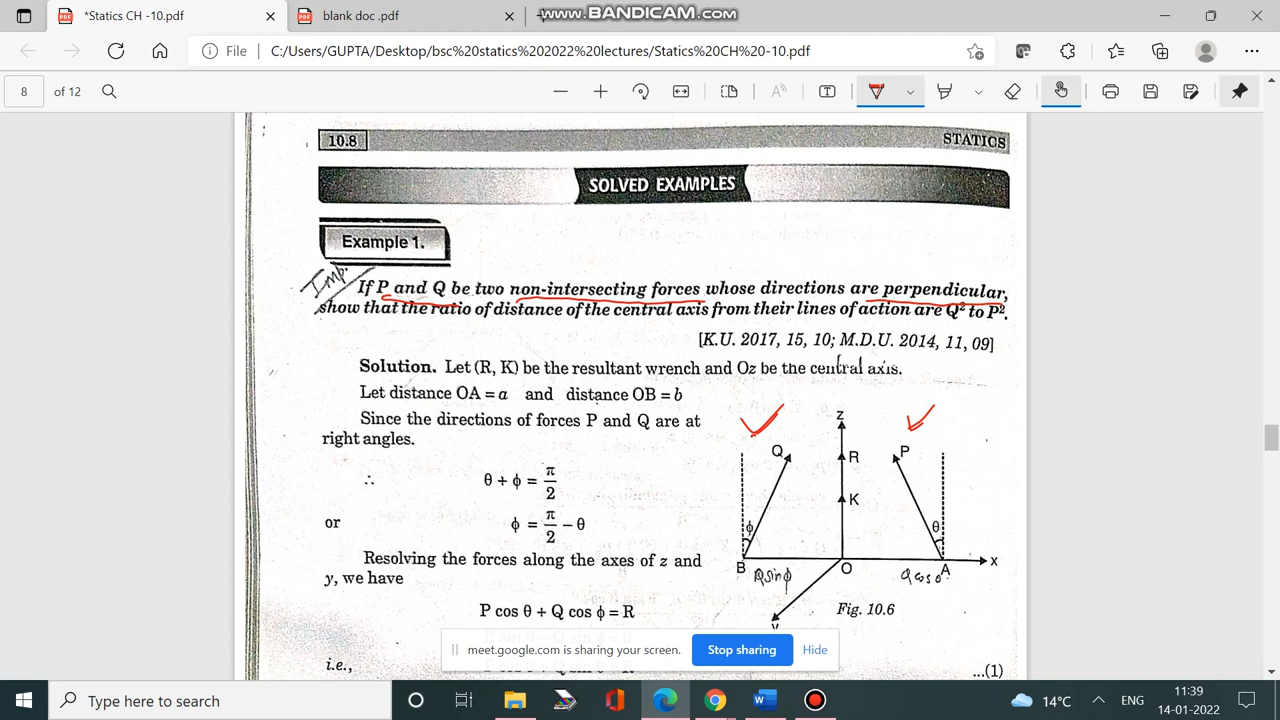 *Statics CH -10.pdf
blank doc .pdf
www.BANDICAM.com
File
C:/Users/GUPTA/Desktop/bsc%20statics%202022%20lectures/Statics%20CH%20-10.pdf
8 of 12
10.8
STATICS
SOLVED EXAMPLES
Example 1.
Imp.
If P and Q be two non-intersecting forces whose directions are perpendicular,
show that the ratio of distance of the central axis from their lines of action are Q² to P².
[K.U. 2017, 15, 10; M.D.U. 2014, 11, 09]
Solution. Let (R, K) be the resultant wrench and Oz be the central axis.
Let distance OA = a and distance OB = b
Since the directions of forces P and Q are at
right angles.
∴ θ + φ = π/2
or φ = π/2 – θ
Resolving the forces along the axes of z and
y, we have
P cos θ + Q cos φ = R
i.e.,
...(1)
z
Q
R
P
K
φ
θ
B
O
A
x
Q sinφ
Q cosθ
y
Fig. 10.6
meet.google.com is sharing your screen.
Stop sharing
Hide
Type here to search
14°C
ENG
11:39
14-01-2022